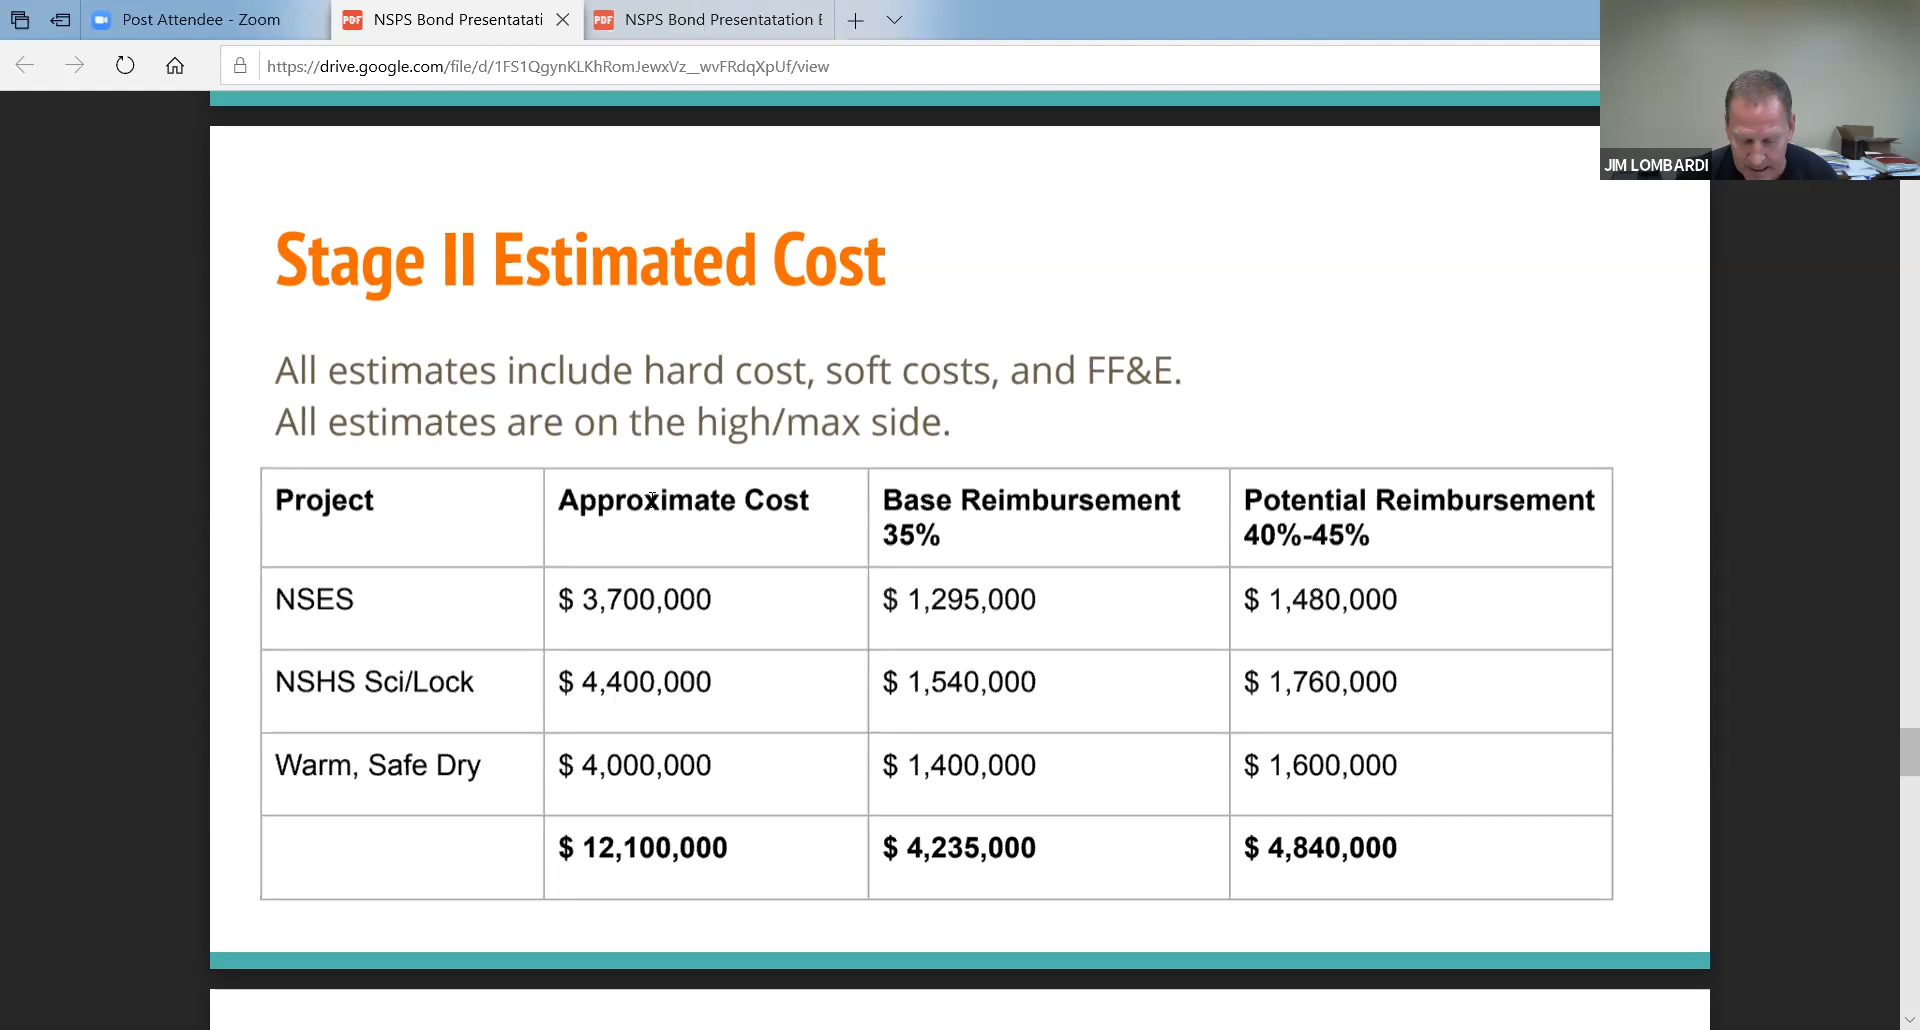 Post Attendee - Zoom
PDF NSPS Bond Presentatati
PDF NSPS Bond Presentatation E
https://drive.google.com/file/d/1FS1QgynKLKhRomJewxVz__wvFRdqXpUf/view
JIM LOMBARDI
Stage II Estimated Cost
All estimates include hard cost, soft costs, and FF&E.
All estimates are on the high/max side.
Project Approximate Cost Base Reimbursement 35% Potential Reimbursement 40%-45%
NSES $ 3,700,000 $ 1,295,000 $ 1,480,000
NSHS Sci/Lock $ 4,400,000 $ 1,540,000 $ 1,760,000
Warm, Safe Dry $ 4,000,000 $ 1,400,000 $ 1,600,000
$ 12,100,000 $ 4,235,000 $ 4,840,000